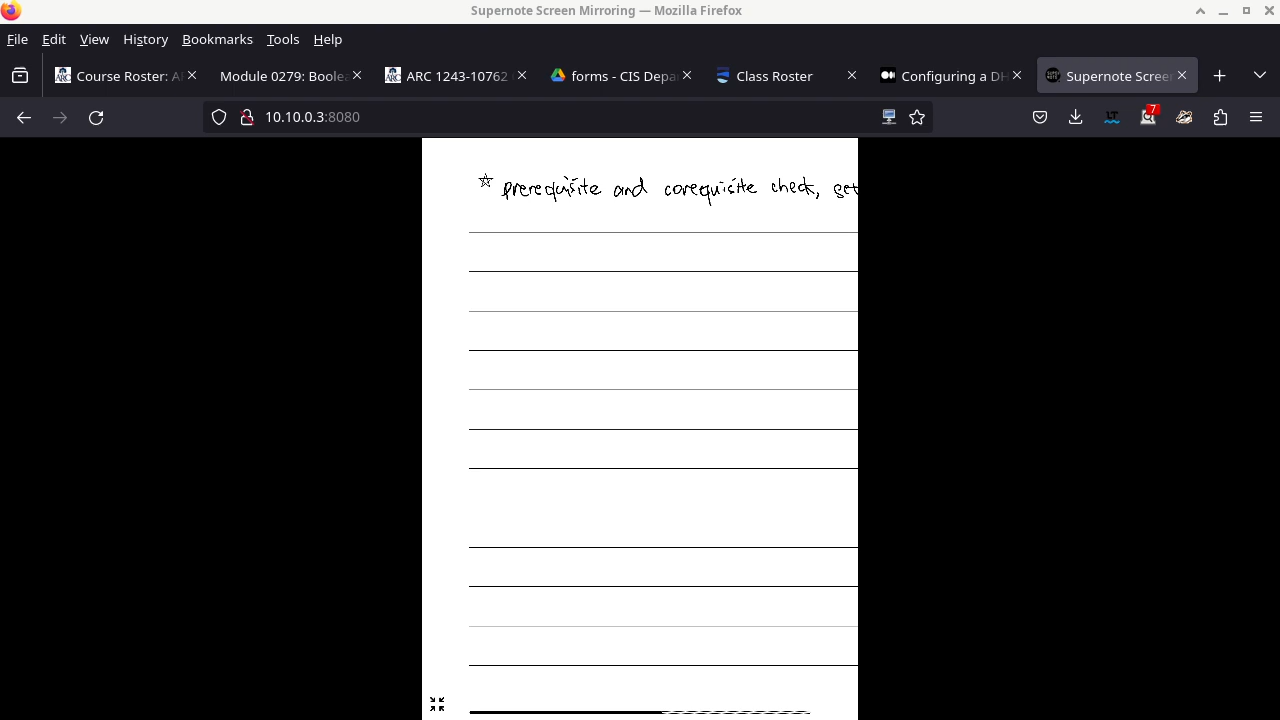 Supernote Screen Mirroring — Mozilla Firefox
File Edit View History Bookmarks Tools Help
Course Roster: A Module 0279: Boolea ARC 1243-10762 forms - CIS Depa Class Roster Configuring a DH Supernote Screen
10.10.0.3:8080 7
☆ prerequisite and corequisite check, get